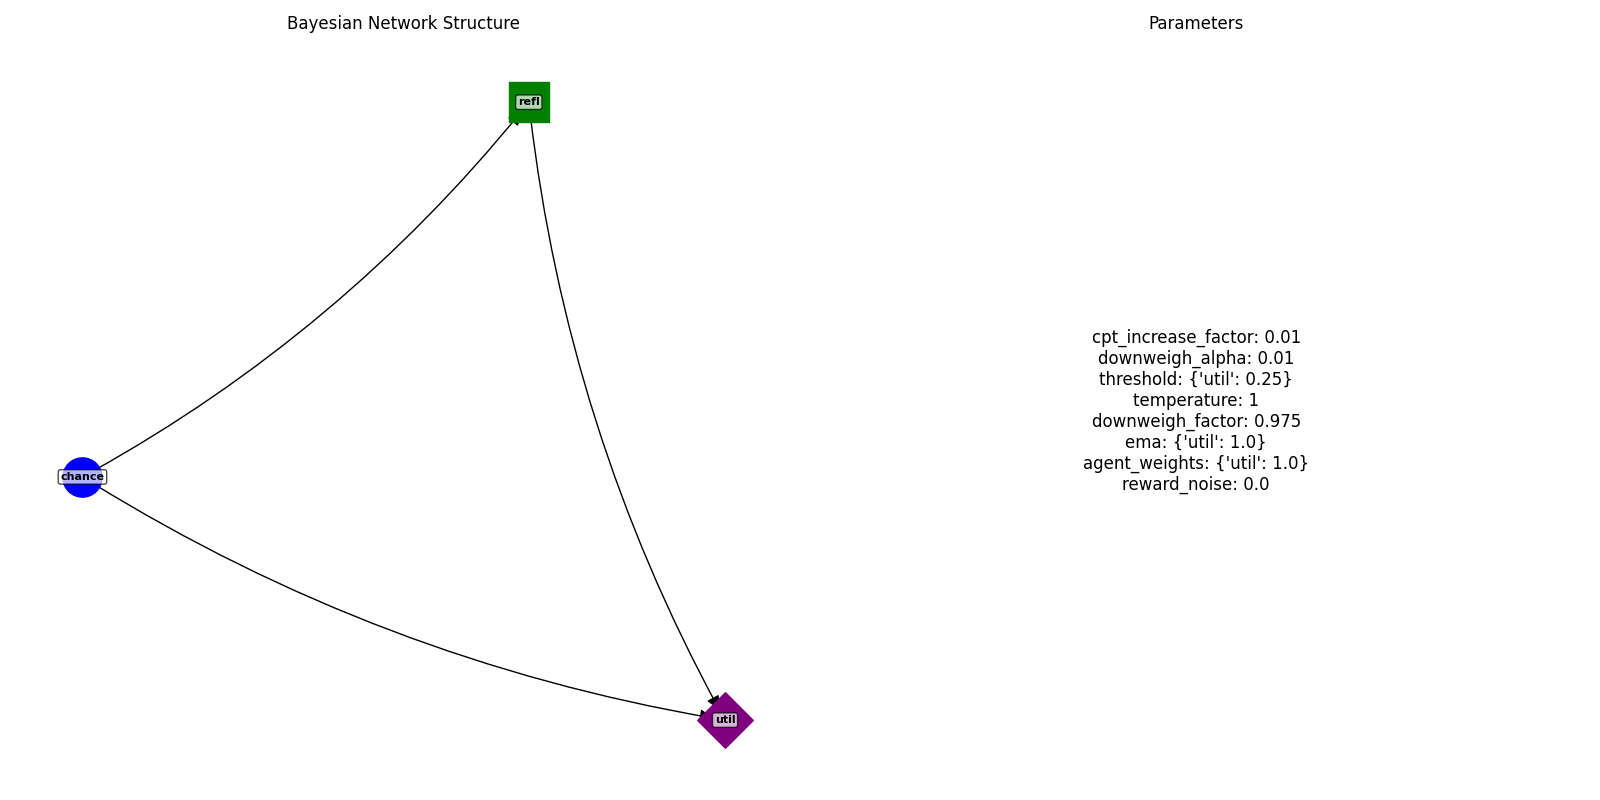 Bayesian Network Structure
refl
chance
util
Parameters
cpt_increase_factor: 0.01
downweigh_alpha: 0.01
threshold: {'util': 0.25}
temperature: 1
downweigh_factor: 0.975
ema: {'util': 1.0}
agent_weights: {'util': 1.0}
reward_noise: 0.0